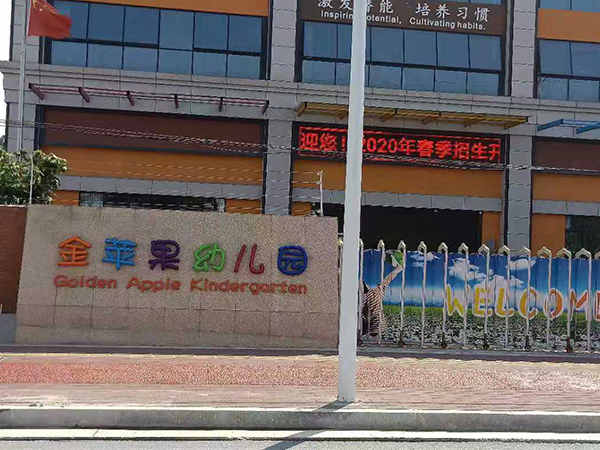 激发潜能 培养习惯
Inspiring Potential, Cultivating habits.
迎您！2020年春季招生开
金苹果幼儿园
Golden Apple Kindergarten
WELCOME